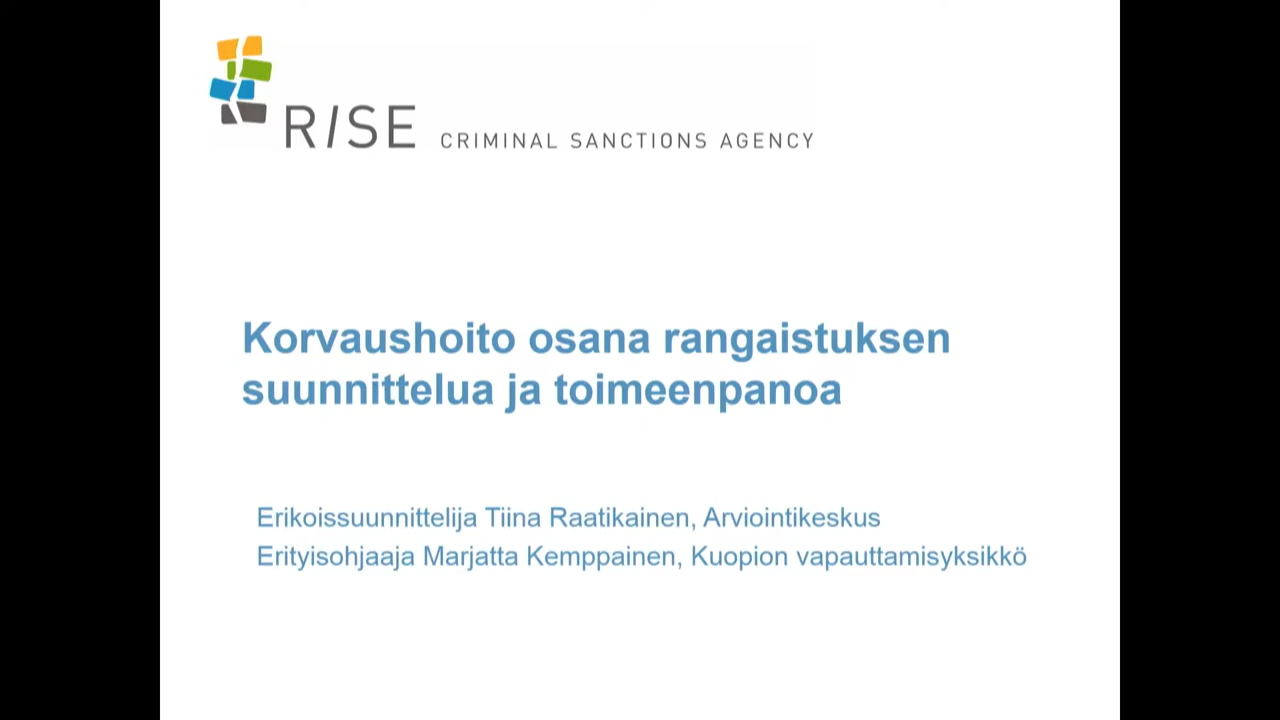 RISE CRIMINAL SANCTIONS AGENCY
Korvaushoito osana rangaistuksen
suunnittelua ja toimeenpanoa
Erikoissuunnittelija Tiina Raatikainen, Arviointikeskus
Erityisohjaaja Marjatta Kemppainen, Kuopion vapauttamisyksikkö